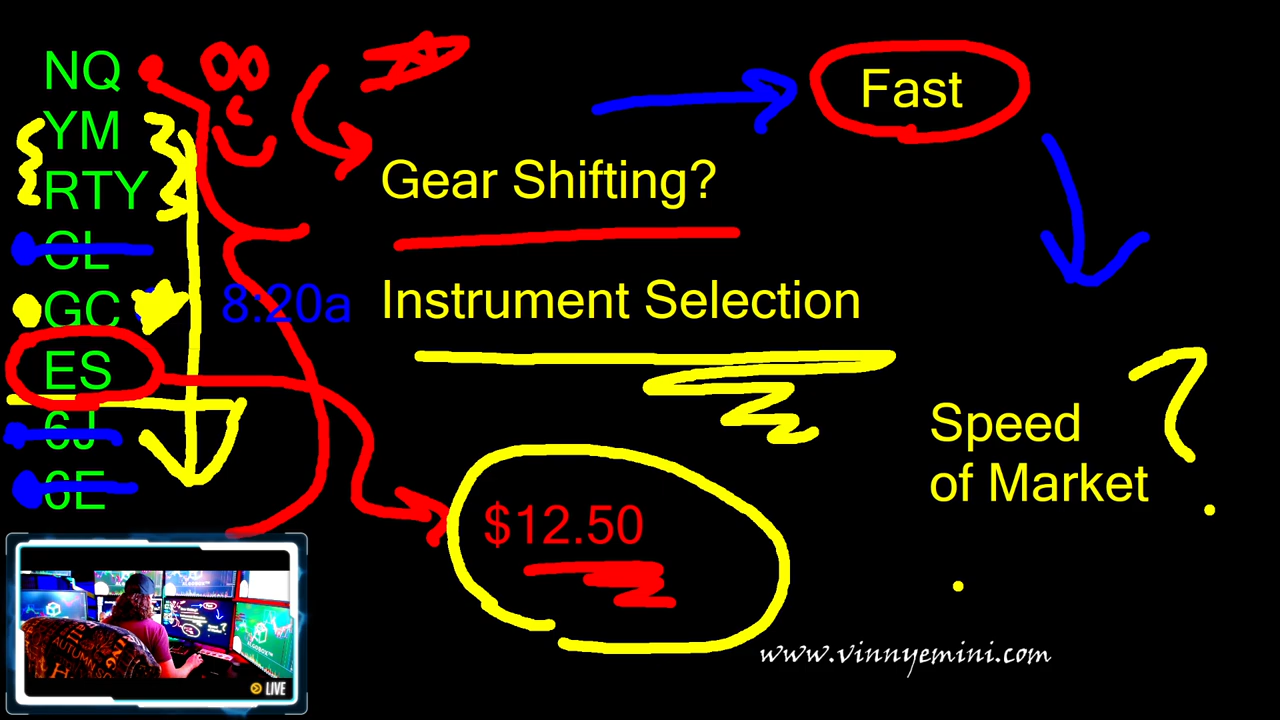 NQ
YM
RTY
CL
GC
ES
6J
6E
Fast
Gear Shifting?
8:20a
Instrument Selection
Speed
of Market
?
$12.50
www.vinnyemini.com
LIVE